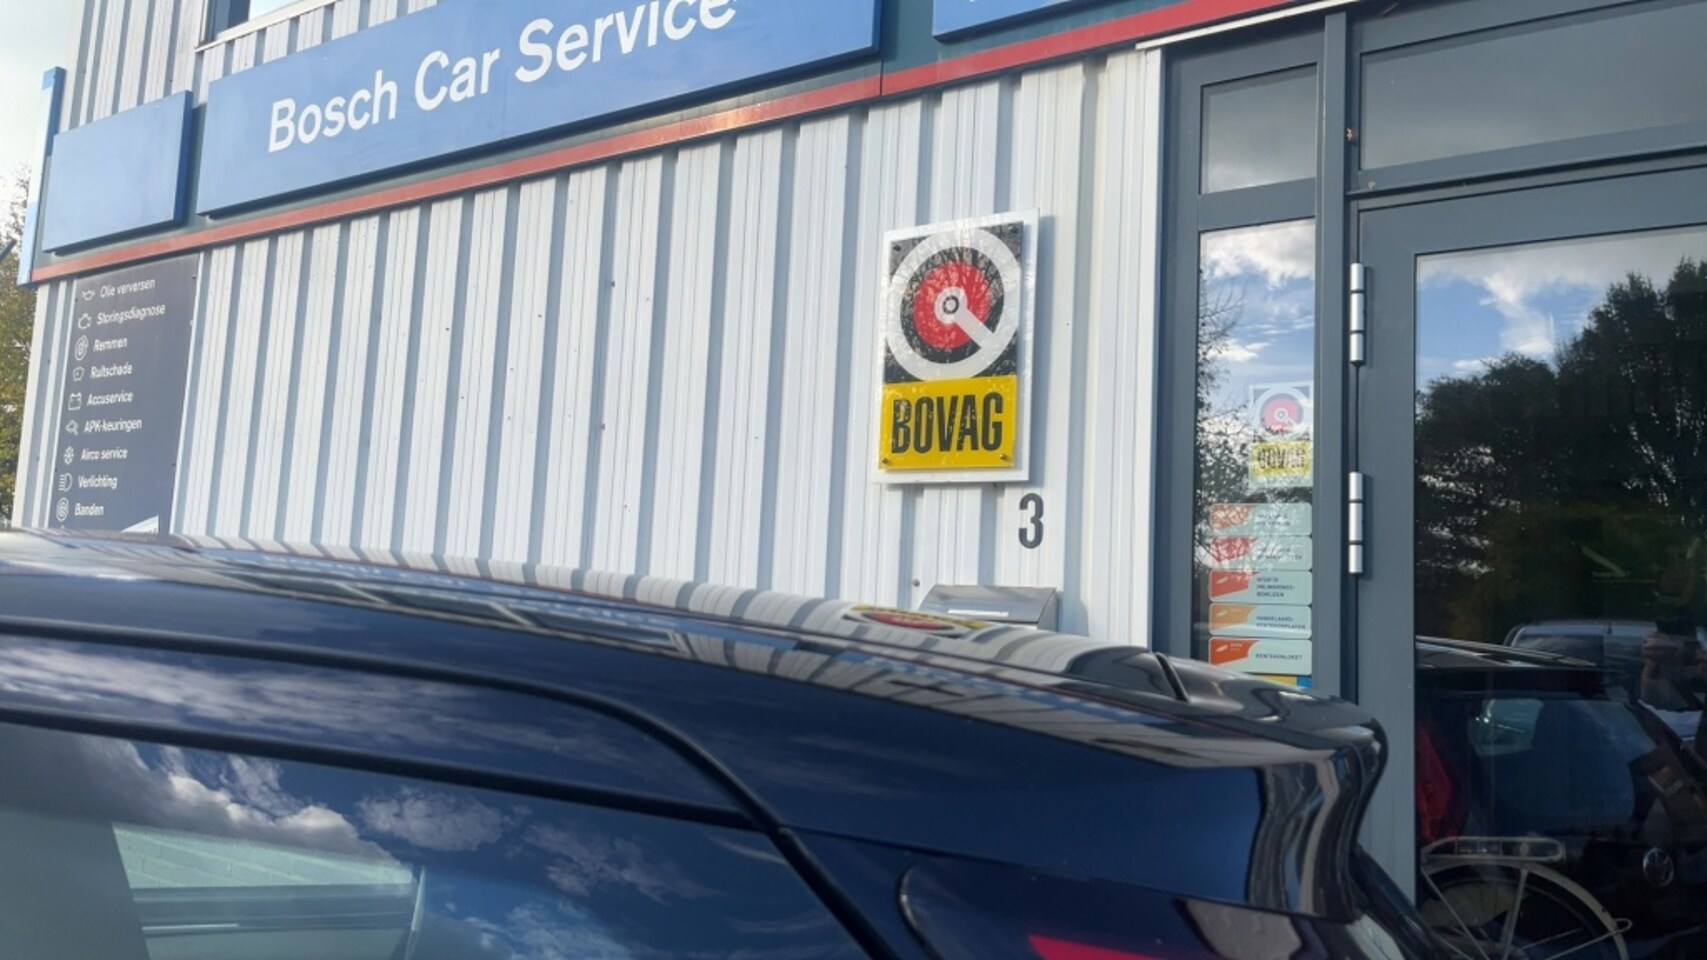 Bosch Car Service
Olie verversen
Storingsdiagnose
Remmen
Ruitschade
Accuservice
APK-keuringen
Airco service
Verlichting
Banden
BOVAG
3
BOVAG